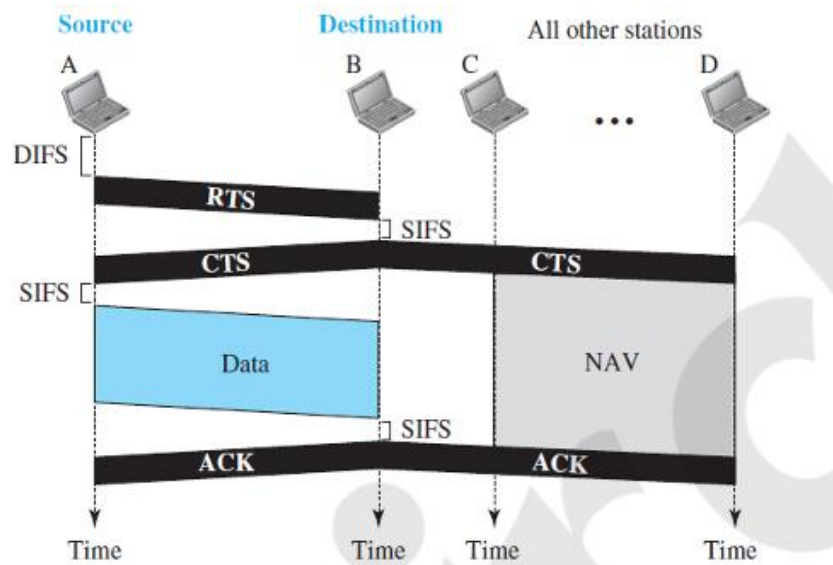 Source
Destination
All other stations
A
B
C
D
...
DIFS
RTS
SIFS
CTS
CTS
SIFS
Data
NAV
SIFS
ACK
ACK
Time
Time
Time
Time